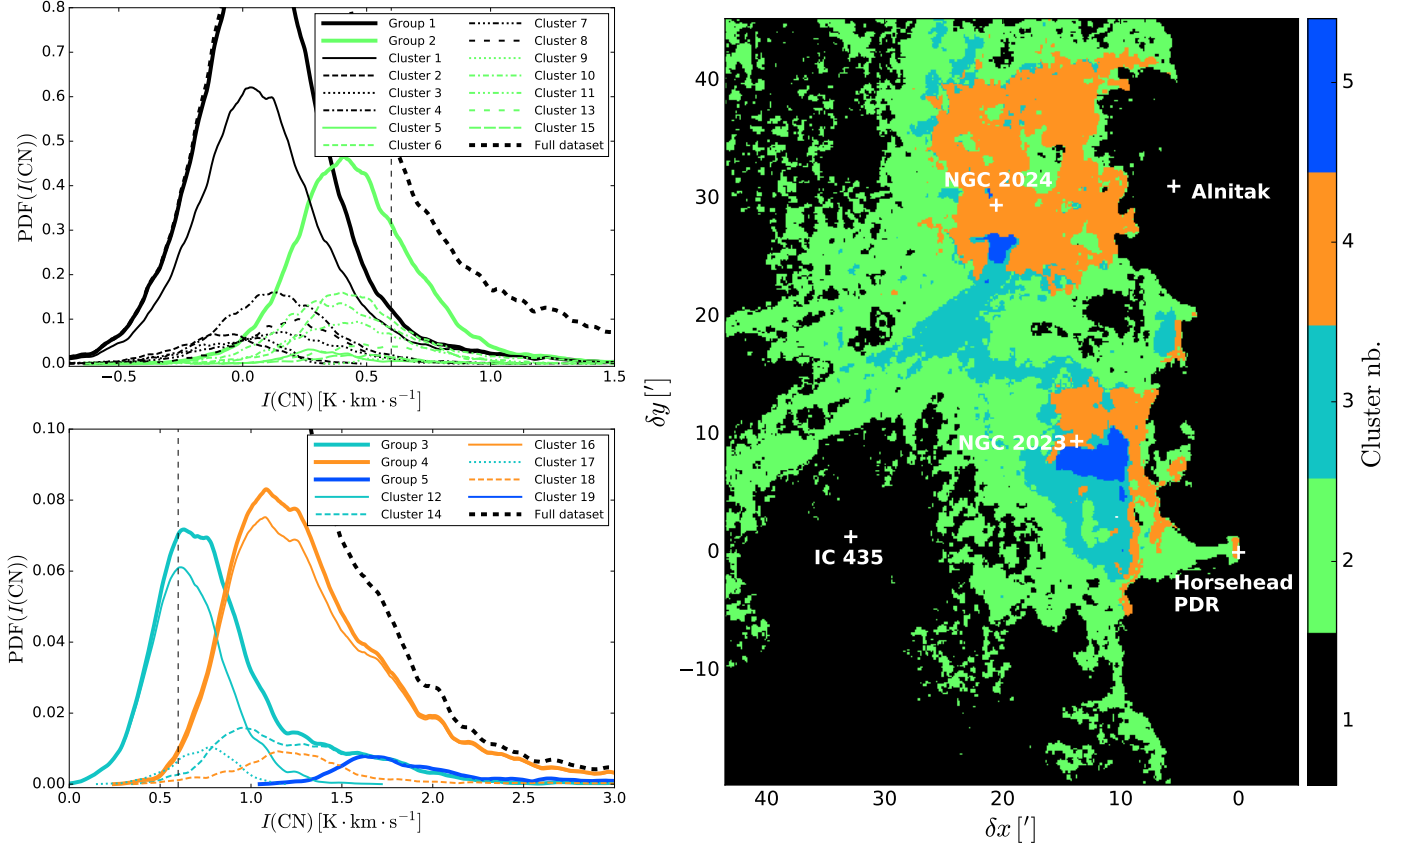 0.8
0.7
0.6
0.5
0.4
0.3
0.2
0.1
0.0
PDF(I(CN))
−0.5
0.0
0.5
1.0
1.5
I(CN) [K · km · s⁻¹]
Group 1
Group 2
Cluster 1
Cluster 2
Cluster 3
Cluster 4
Cluster 5
Cluster 6
Cluster 7
Cluster 8
Cluster 9
Cluster 10
Cluster 11
Cluster 13
Cluster 15
Full dataset
0.10
0.08
0.06
0.04
0.02
0.00
PDF(I(CN))
0.0
0.5
1.0
1.5
2.0
2.5
3.0
I(CN) [K · km · s⁻¹]
Group 3
Group 4
Group 5
Cluster 12
Cluster 14
Cluster 16
Cluster 17
Cluster 18
Cluster 19
Full dataset
40
30
20
10
0
−10
δy [′]
40
30
20
10
0
δx [′]
NGC 2024
Alnitak
NGC 2023
IC 435
Horsehead
PDR
5
4
3
2
1
Cluster nb.